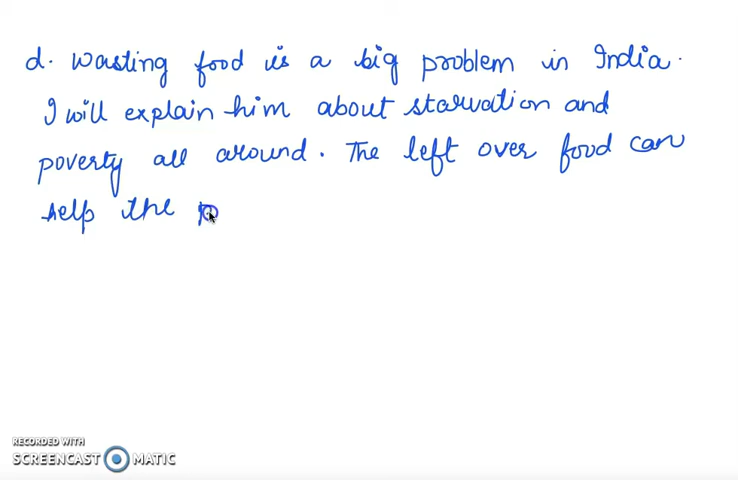 d. Wasting food is a big problem in India.
I will explain him about starvation and
poverty all around. The left over food can
help the
RECORDED WITH
SCREENCAST MATIC